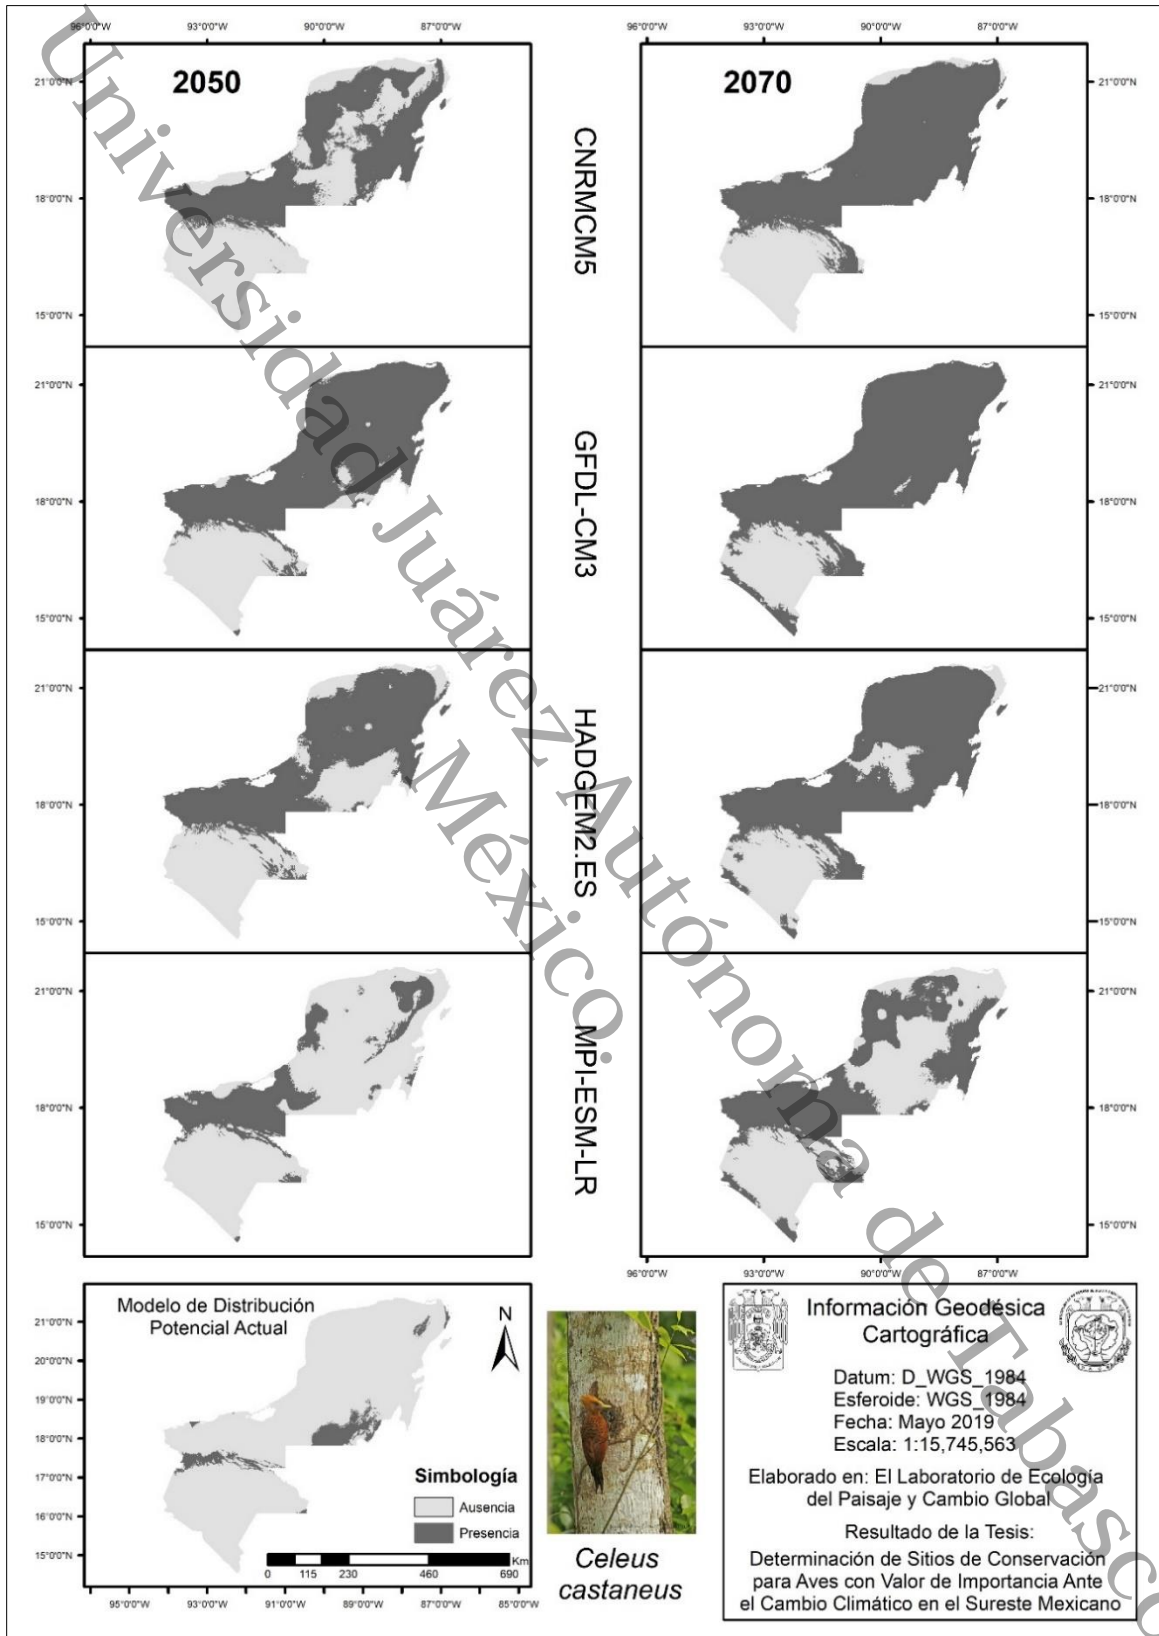 96°0'0"W 93°0'0"W 90°0'0"W 87°0'0"W
96°0'0"W 93°0'0"W 90°0'0"W 87°0'0"W
2050
2070
21°0'0"N
18°0'0"N
15°0'0"N
CNRMCM5
21°0'0"N
18°0'0"N
15°0'0"N
21°0'0"N
18°0'0"N
15°0'0"N
GFDL-CM3
21°0'0"N
18°0'0"N
15°0'0"N
21°0'0"N
18°0'0"N
15°0'0"N
HADGEM2.ES
21°0'0"N
18°0'0"N
15°0'0"N
21°0'0"N
18°0'0"N
15°0'0"N
MPI-ESM-LR
21°0'0"N
18°0'0"N
15°0'0"N
96°0'0"W 93°0'0"W 90°0'0"W 87°0'0"W
Modelo de Distribución
Potencial Actual
N
21°0'0"N
20°0'0"N
19°0'0"N
18°0'0"N
17°0'0"N
16°0'0"N
15°0'0"N
Simbología
Ausencia
Presencia
Km
0 115 230 460 690
95°0'0"W 93°0'0"W 91°0'0"W 89°0'0"W 87°0'0"W 85°0'0"W
Celeus
castaneus
Información Geodésica
Cartográfica
Datum: D_WGS_1984
Esferoide: WGS_1984
Fecha: Mayo 2019
Escala: 1:15,745,563
Elaborado en: El Laboratorio de Ecología
del Paisaje y Cambio Global
Resultado de la Tesis:
Determinación de Sitios de Conservación
para Aves con Valor de Importancia Ante
el Cambio Climático en el Sureste Mexicano
Universidad Juárez Autónoma de Tabasco
México.